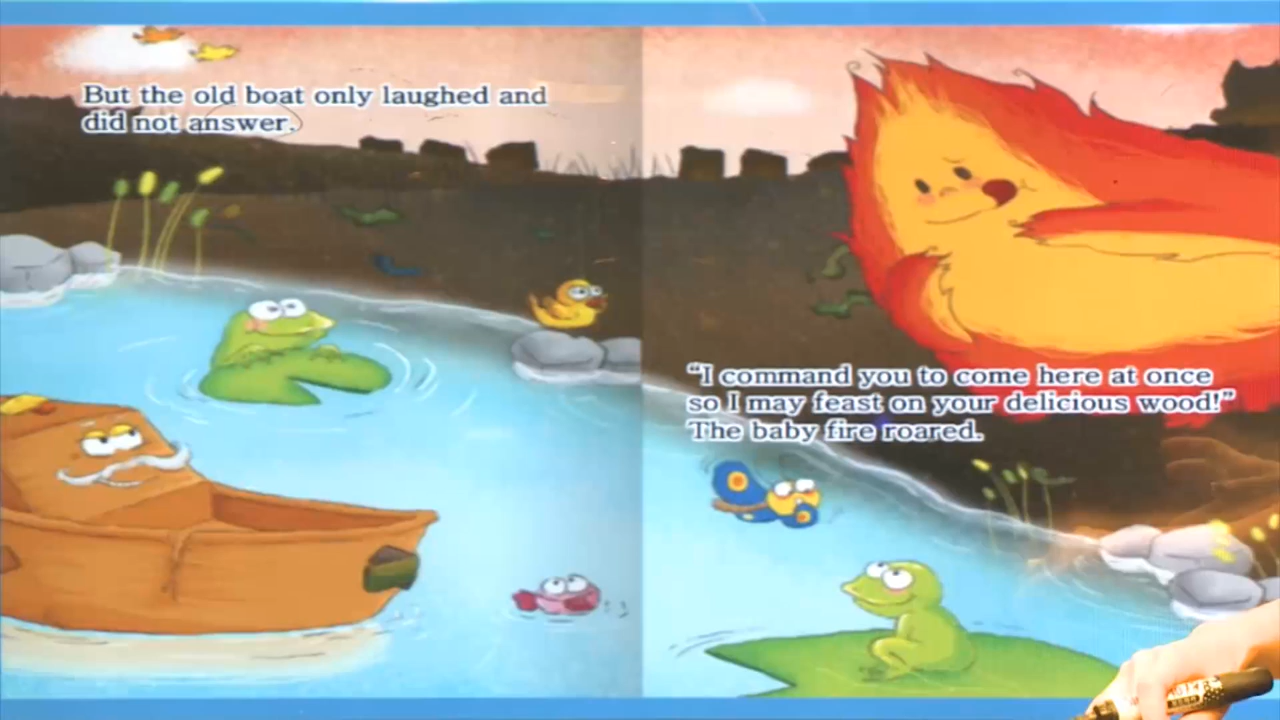 But the old boat only laughed and
did not answer.
“I command you to come here at once
so I may feast on your delicious wood!”
The baby fire roared.